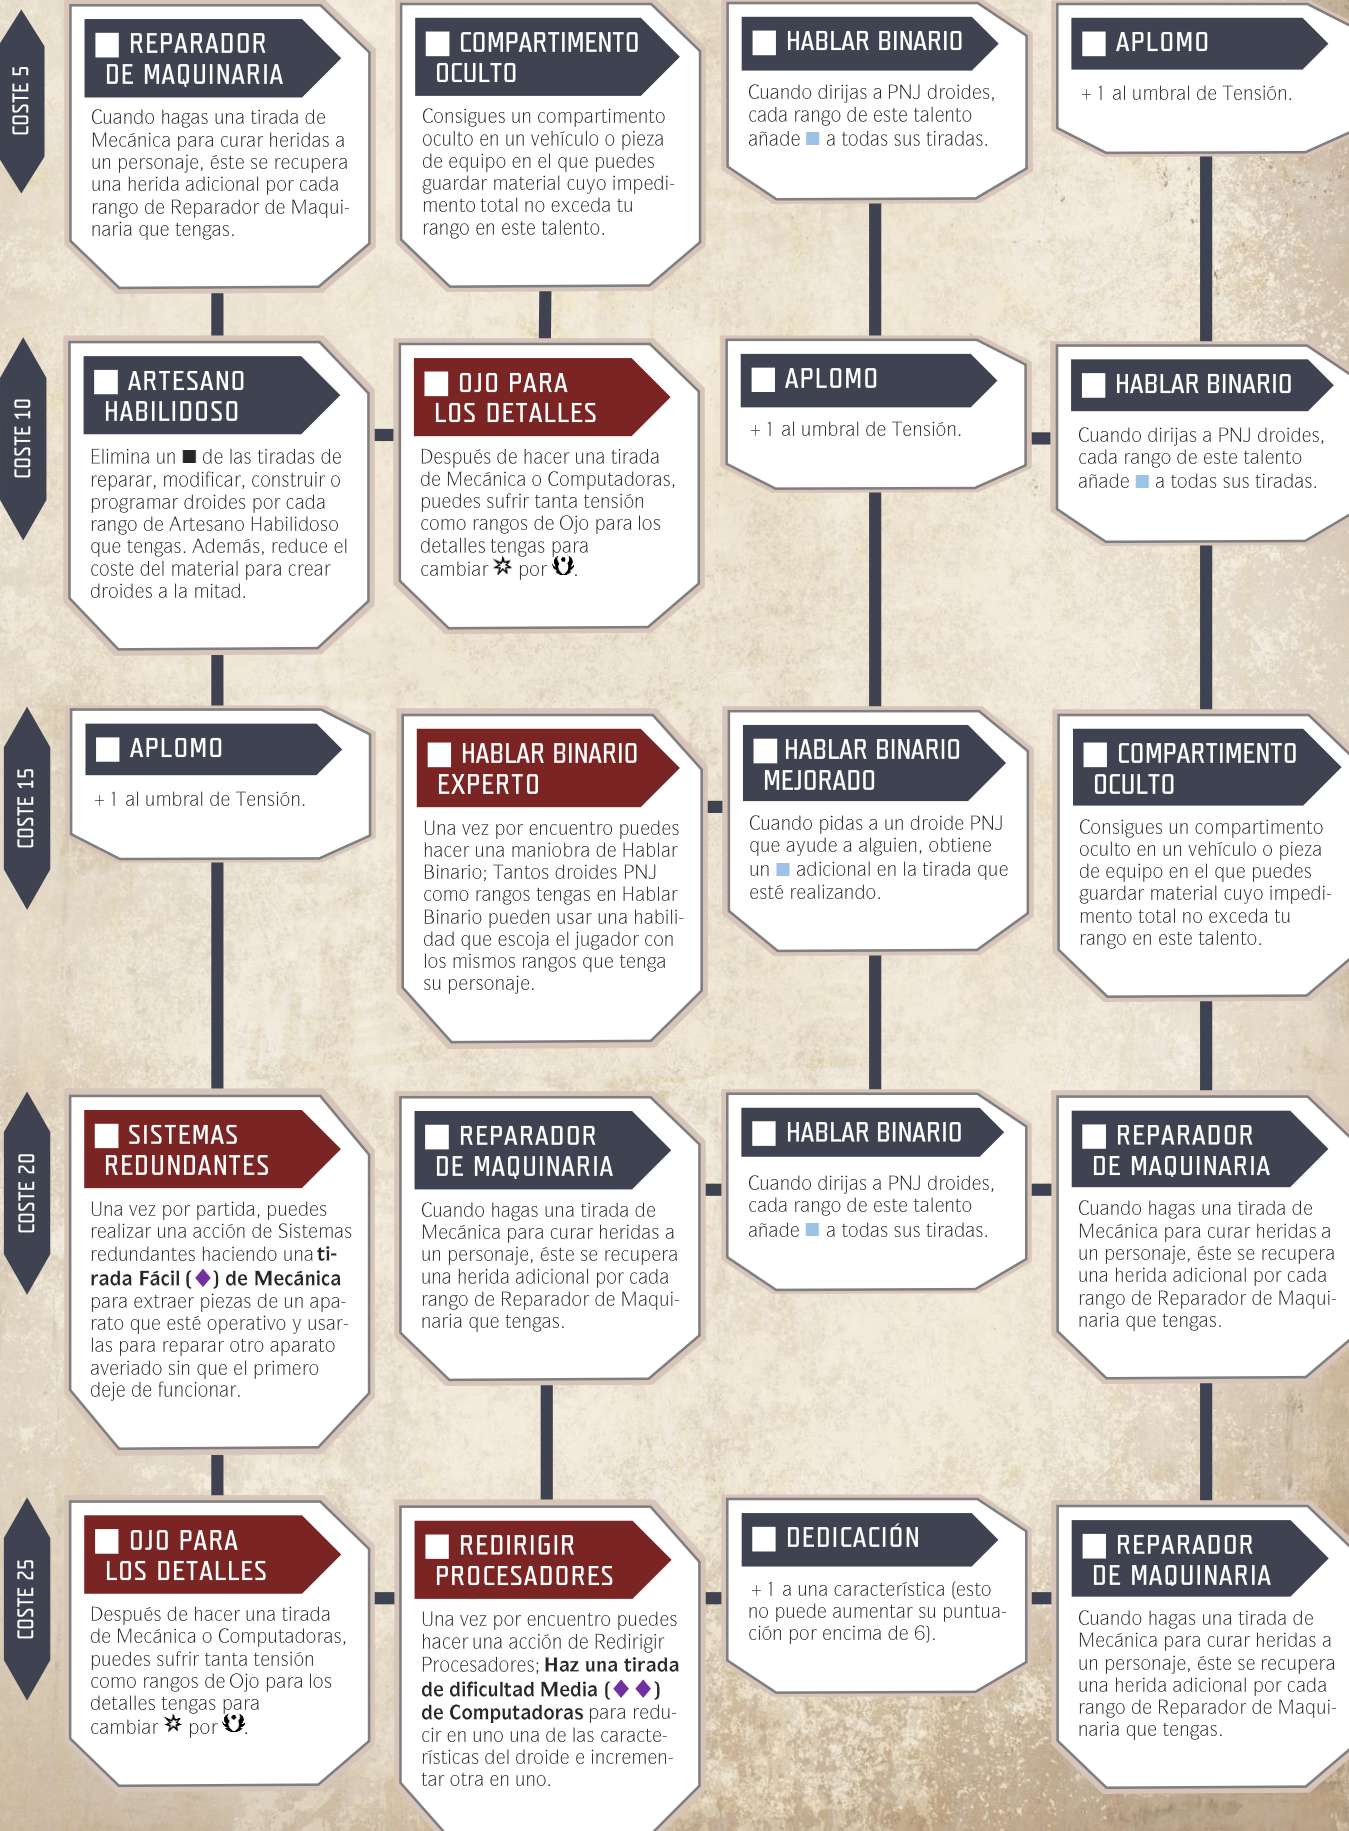 COSTE 5
REPARADOR
DE MAQUINARIA
Cuando hagas una tirada de
Mecánica para curar heridas a
un personaje, éste se recupera
una herida adicional por cada
rango de Reparador de Maqui-
naria que tengas.
COMPARTIMENTO
OCULTO
Consigues un compartimento
oculto en un vehículo o pieza
de equipo en el que puedes
guardar material cuyo impedi-
mento total no exceda tu
rango en este talento.
HABLAR BINARIO
Cuando dirijas a PNJ droides,
cada rango de este talento
añade a todas sus tiradas.
APLOMO
+1 al umbral de Tensión.
COSTE 10
ARTESANO
HABILIDOSO
Elimina un de las tiradas de
reparar, modificar, construir o
programar droides por cada
rango de Artesano Habilidoso
que tengas. Además, reduce el
coste del material para crear
droides a la mitad.
OJO PARA
LOS DETALLES
Después de hacer una tirada
de Mecánica o Computadoras,
puedes sufrir tanta tensión
como rangos de Ojo para los
detalles tengas para
cambiar por .
APLOMO
+1 al umbral de Tensión.
HABLAR BINARIO
Cuando dirijas a PNJ droides,
cada rango de este talento
añade a todas sus tiradas.
COSTE 15
APLOMO
+1 al umbral de Tensión.
HABLAR BINARIO
EXPERTO
Una vez por encuentro puedes
hacer una maniobra de Hablar
Binario; Tantos droides PNJ
como rangos tengas en Hablar
Binario pueden usar una habili-
dad que escoja el jugador con
los mismos rangos que tenga
su personaje.
HABLAR BINARIO
MEJORADO
Cuando pidas a un droide PNJ
que ayude a alguien, obtiene
un adicional en la tirada que
esté realizando.
COMPARTIMENTO
OCULTO
Consigues un compartimento
oculto en un vehículo o pieza
de equipo en el que puedes
guardar material cuyo impedi-
mento total no exceda tu
rango en este talento.
COSTE 20
SISTEMAS
REDUNDANTES
Una vez por partida, puedes
realizar una acción de Sistemas
redundantes haciendo una ti-
rada Fácil (♦) de Mecánica
para extraer piezas de un apa-
rato que esté operativo y usar-
las para reparar otro aparato
averiado sin que el primero
deje de funcionar.
REPARADOR
DE MAQUINARIA
Cuando hagas una tirada de
Mecánica para curar heridas a
un personaje, éste se recupera
una herida adicional por cada
rango de Reparador de Maqui-
naria que tengas.
HABLAR BINARIO
Cuando dirijas a PNJ droides,
cada rango de este talento
añade a todas sus tiradas.
REPARADOR
DE MAQUINARIA
Cuando hagas una tirada de
Mecánica para curar heridas a
un personaje, éste se recupera
una herida adicional por cada
rango de Reparador de Maqui-
naria que tengas.
COSTE 25
OJO PARA
LOS DETALLES
Después de hacer una tirada
de Mecánica o Computadoras,
puedes sufrir tanta tensión
como rangos de Ojo para los
detalles tengas para
cambiar por .
REDIRIGIR
PROCESADORES
Una vez por encuentro puedes
hacer una acción de Redirigir
Procesadores; Haz una tirada
de dificultad Media (♦ ♦)
de Computadoras para redu-
cir en uno una de las caracte-
rísticas del droide e incremen-
tar otra en uno.
DEDICACIÓN
+1 a una característica (esto
no puede aumentar su puntua-
ción por encima de 6).
REPARADOR
DE MAQUINARIA
Cuando hagas una tirada de
Mecánica para curar heridas a
un personaje, éste se recupera
una herida adicional por cada
rango de Reparador de Maqui-
naria que tengas.